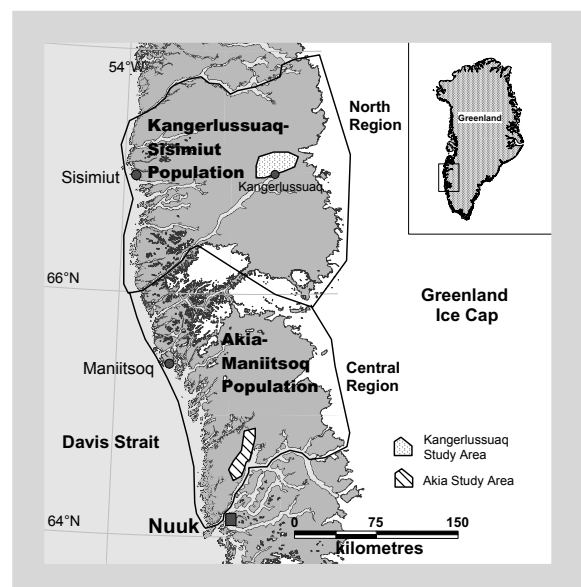 54°W
North
Region
Kangerlussuaq-
Sisimiut
Population
Sisimiut
Kangerlussuaq
Greenland
66°N
Greenland
Ice Cap
Akia-
Maniitsoq
Population
Maniitsoq
Central
Region
Davis Strait
Kangerlussuaq
Study Area
Akia Study Area
64°N
Nuuk
0 75 150
kilometres